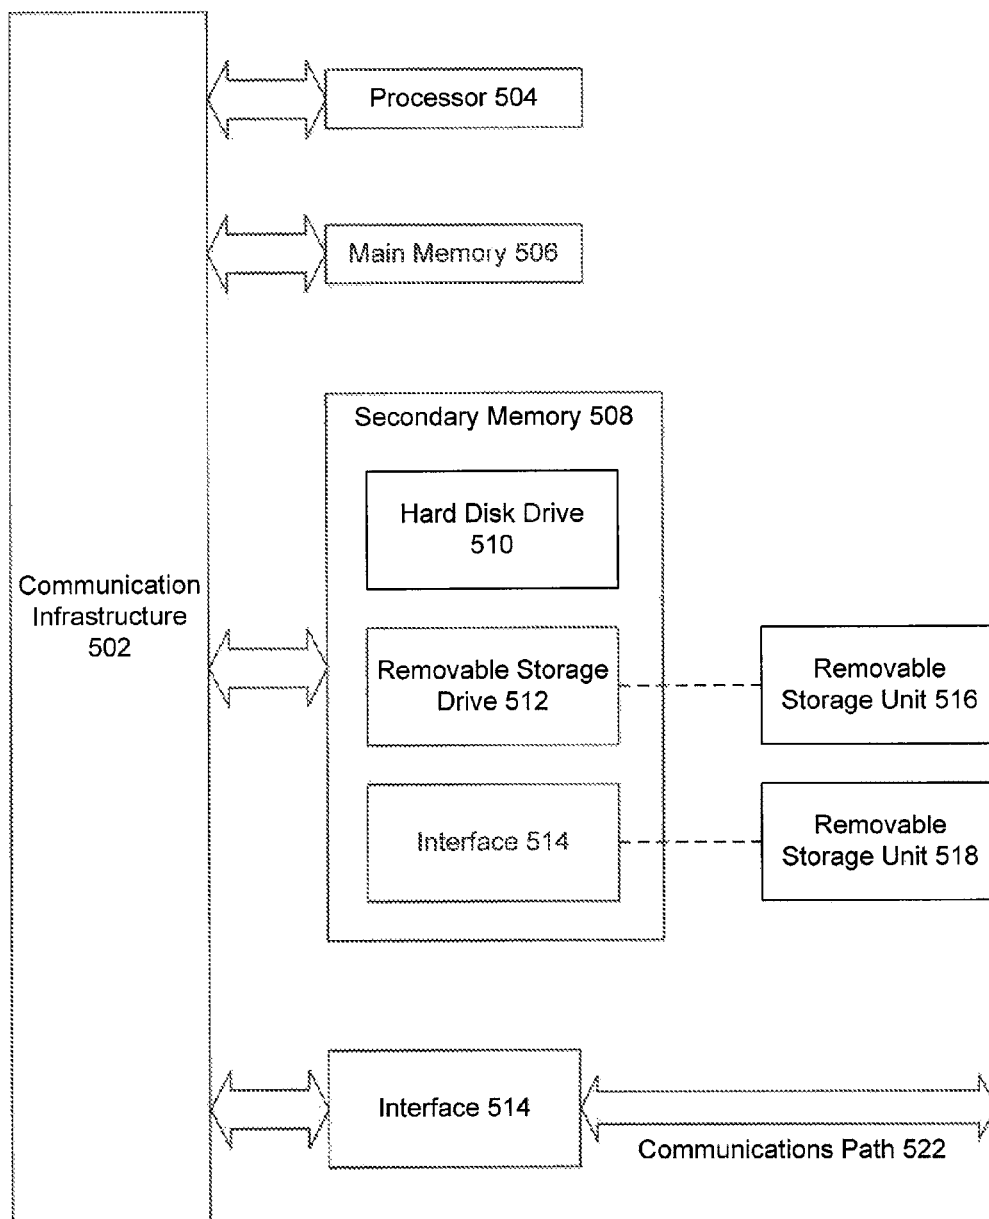 Processor 504
Main Memory 506
Secondary Memory 508
Hard Disk Drive
510
Communication
Infrastructure
502
Removable Storage
Drive 512
Removable
Storage Unit 516
Interface 514
Removable
Storage Unit 518
Interface 514
Communications Path 522